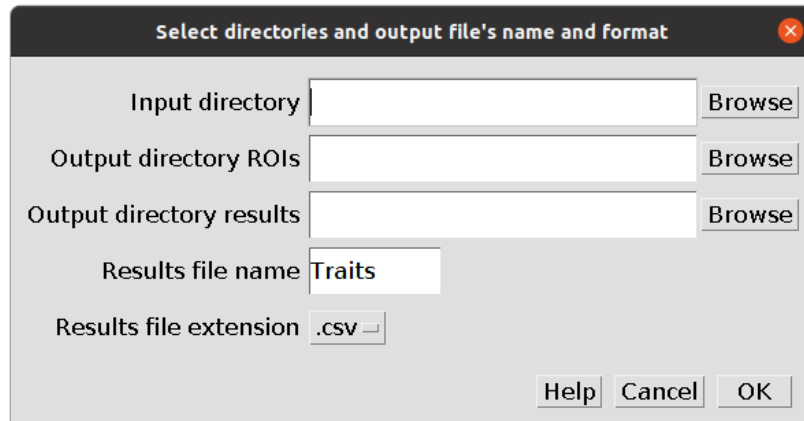 Select directories and output file's name and format
Input directory Browse
Output directory ROIs Browse
Output directory results Browse
Results file name Traits
Results file extension .csv
Help Cancel OK